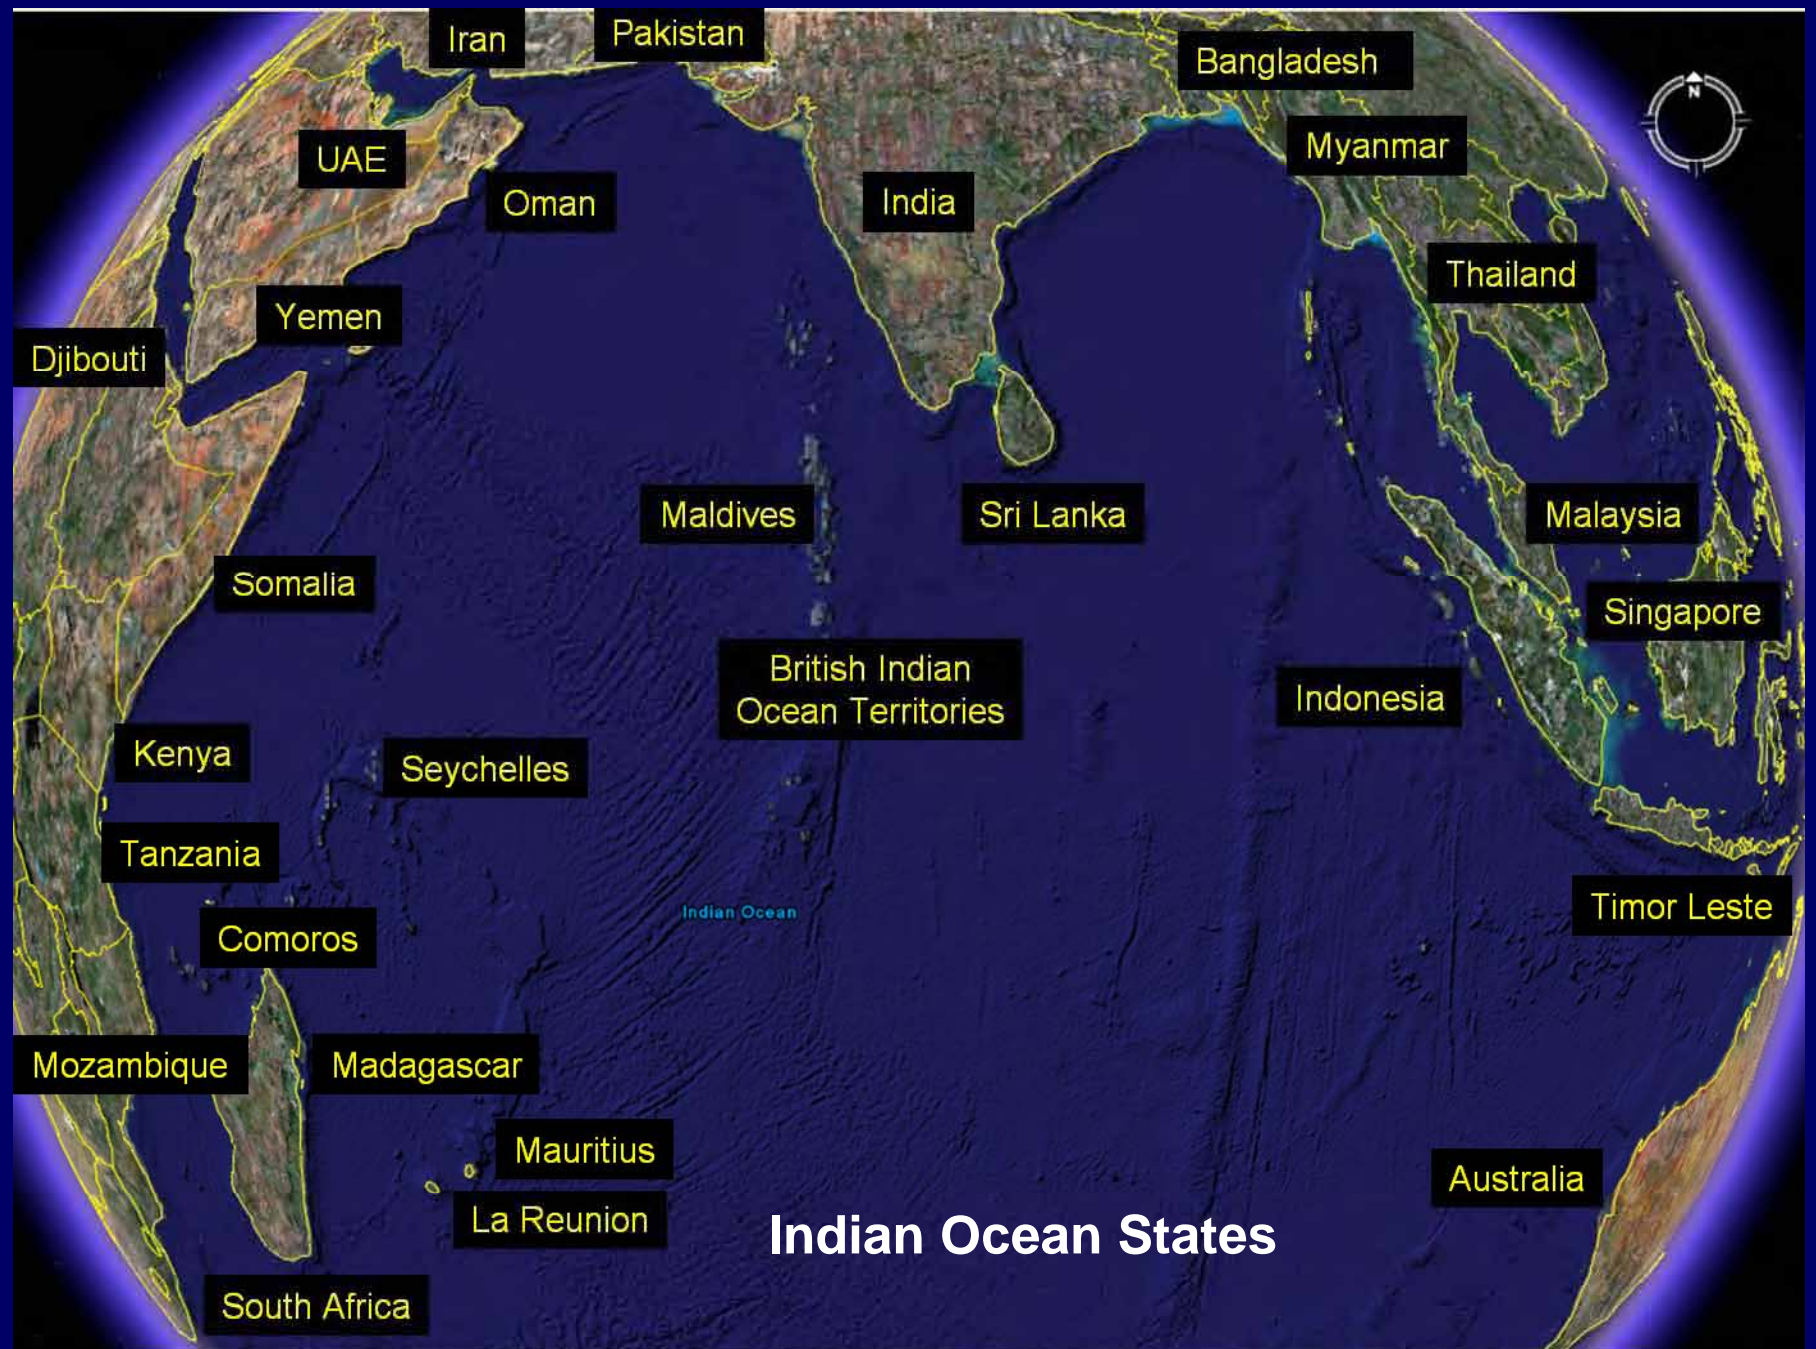 Iran
Pakistan
Bangladesh
N
Myanmar
UAE
Oman
India
Thailand
Yemen
Djibouti
Maldives
Sri Lanka
Malaysia
Somalia
Singapore
British Indian
Ocean Territories
Indonesia
Kenya
Seychelles
Tanzania
Indian Ocean
Timor Leste
Comoros
Mozambique
Madagascar
Mauritius
Australia
La Reunion
Indian Ocean States
South Africa